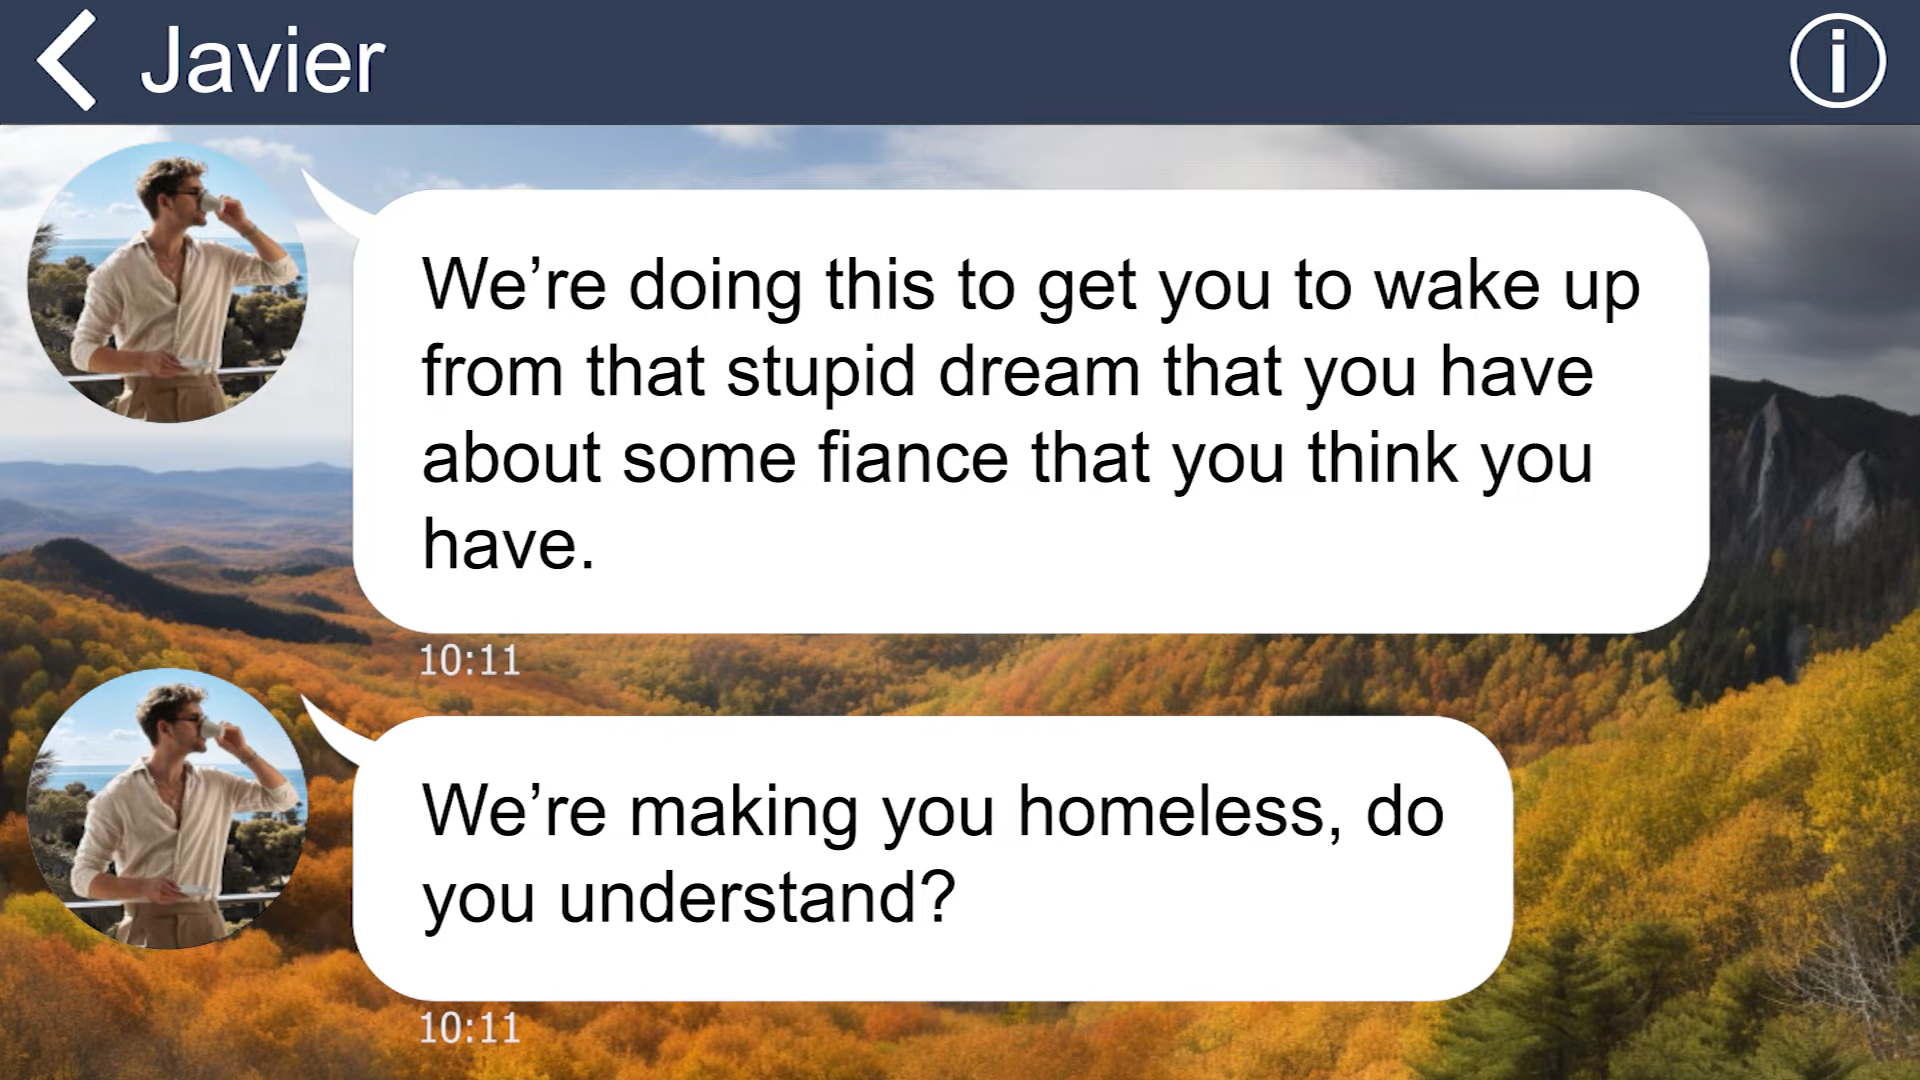 Javier
We’re doing this to get you to wake up
from that stupid dream that you have
about some fiance that you think you
have.
10:11
We’re making you homeless, do
you understand?
10:11